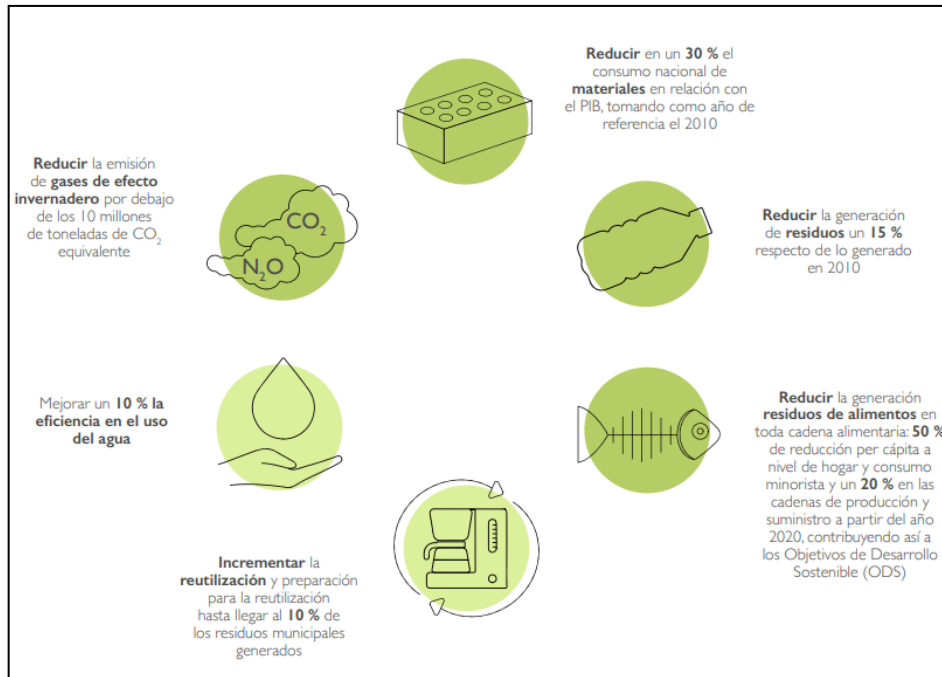 Reducir en un 30 % el
consumo nacional de
materiales en relación con
el PIB, tomando como año de
referencia el 2010
Reducir la emisión
de gases de efecto
invernadero por debajo
de los 10 millones
de toneladas de CO2
equivalente
CO2
N2O
Reducir la generación
de residuos un 15 %
respecto de lo generado
en 2010
Mejorar un 10 % la
eficiencia en el uso
del agua
Reducir la generación
residuos de alimentos en
toda cadena alimentaria: 50 %
de reducción per cápita a
nivel de hogar y consumo
minorista y un 20 % en las
cadenas de producción y
suministro a partir del año
2020, contribuyendo así a
los Objetivos de Desarrollo
Sostenible (ODS)
Incrementar la
reutilización y preparación
para la reutilización
hasta llegar al 10 % de
los residuos municipales
generados